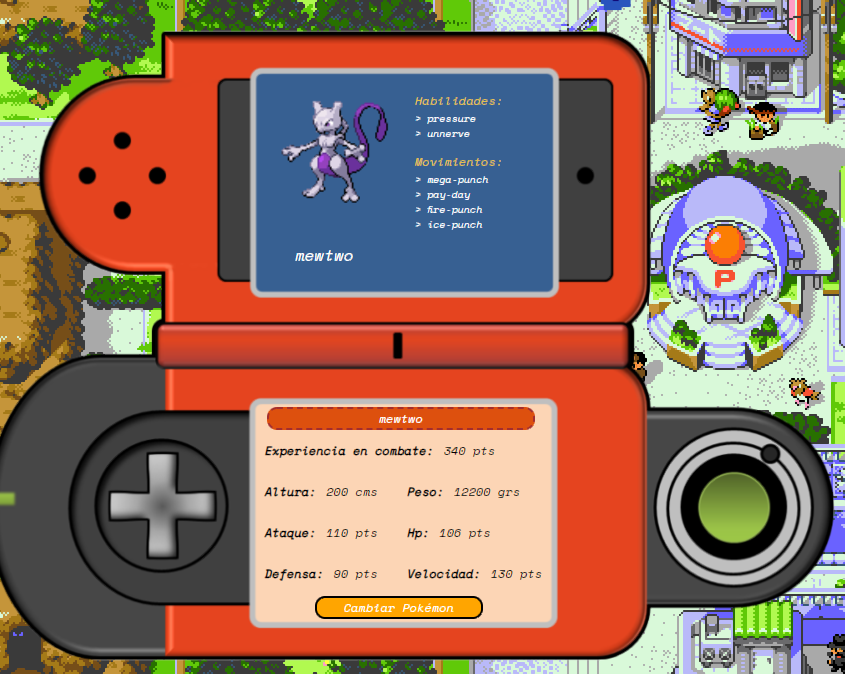 Habilidades:
> pressure
> unnerve
Movimientos:
> mega-punch
> pay-day
> fire-punch
> ice-punch
mewtwo
P
mewtwo
Experiencia en combate: 340 pts
Altura: 200 cms Peso: 12200 grs
Ataque: 110 pts Hp: 106 pts
Defensa: 90 pts Velocidad: 130 pts
Cambiar Pokémon